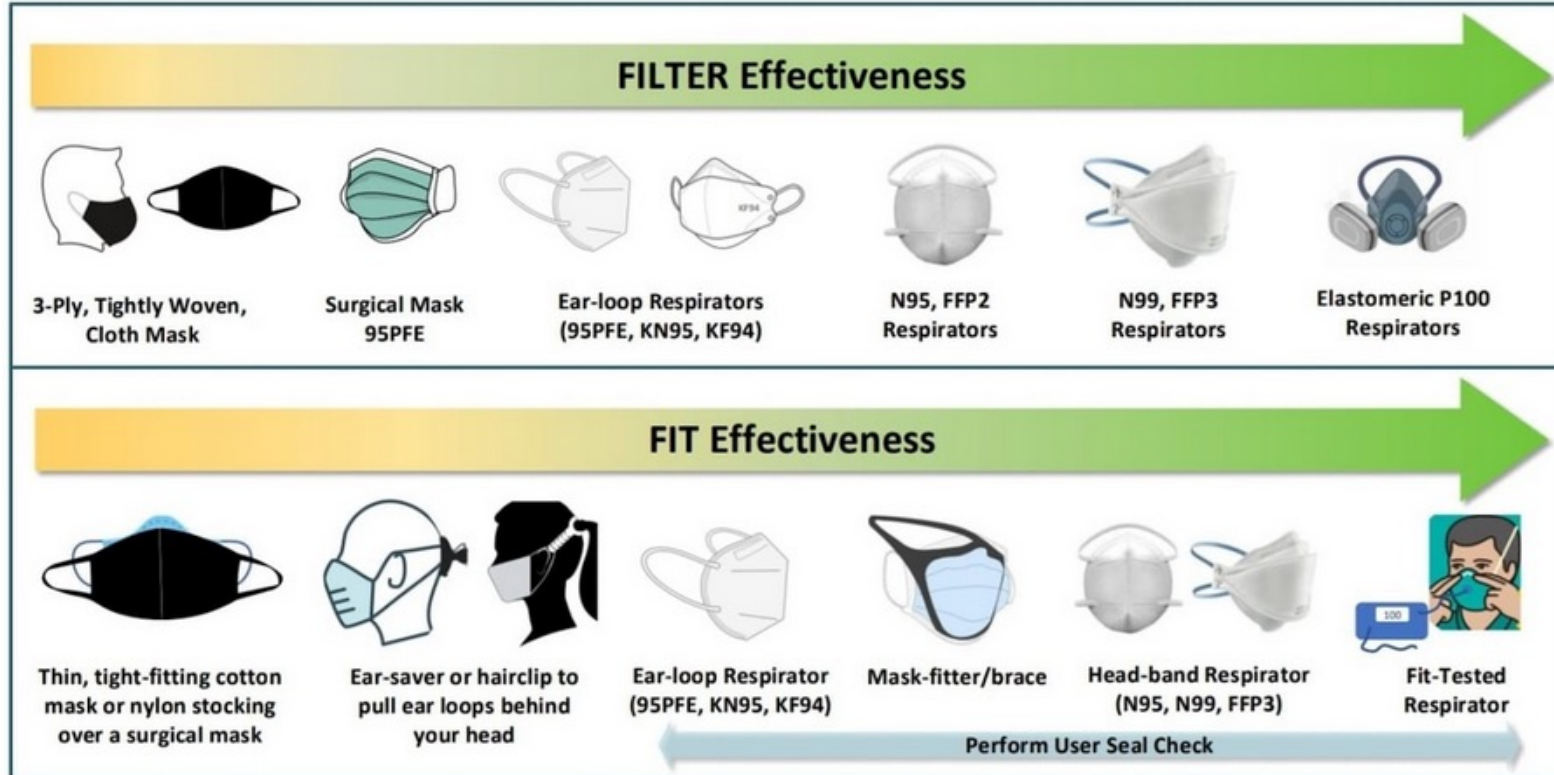 FILTER Effectiveness
KF94
3-Ply, Tightly Woven,
Cloth Mask
Surgical Mask
95PFE
Ear-loop Respirators
(95PFE, KN95, KF94)
N95, FFP2
Respirators
N99, FFP3
Respirators
Elastomeric P100
Respirators
FIT Effectiveness
100
Thin, tight-fitting cotton
mask or nylon stocking
over a surgical mask
Ear-saver or hairclip to
pull ear loops behind
your head
Ear-loop Respirator
(95PFE, KN95, KF94)
Mask-fitter/brace
Head-band Respirator
(N95, N99, FFP3)
Fit-Tested
Respirator
Perform User Seal Check